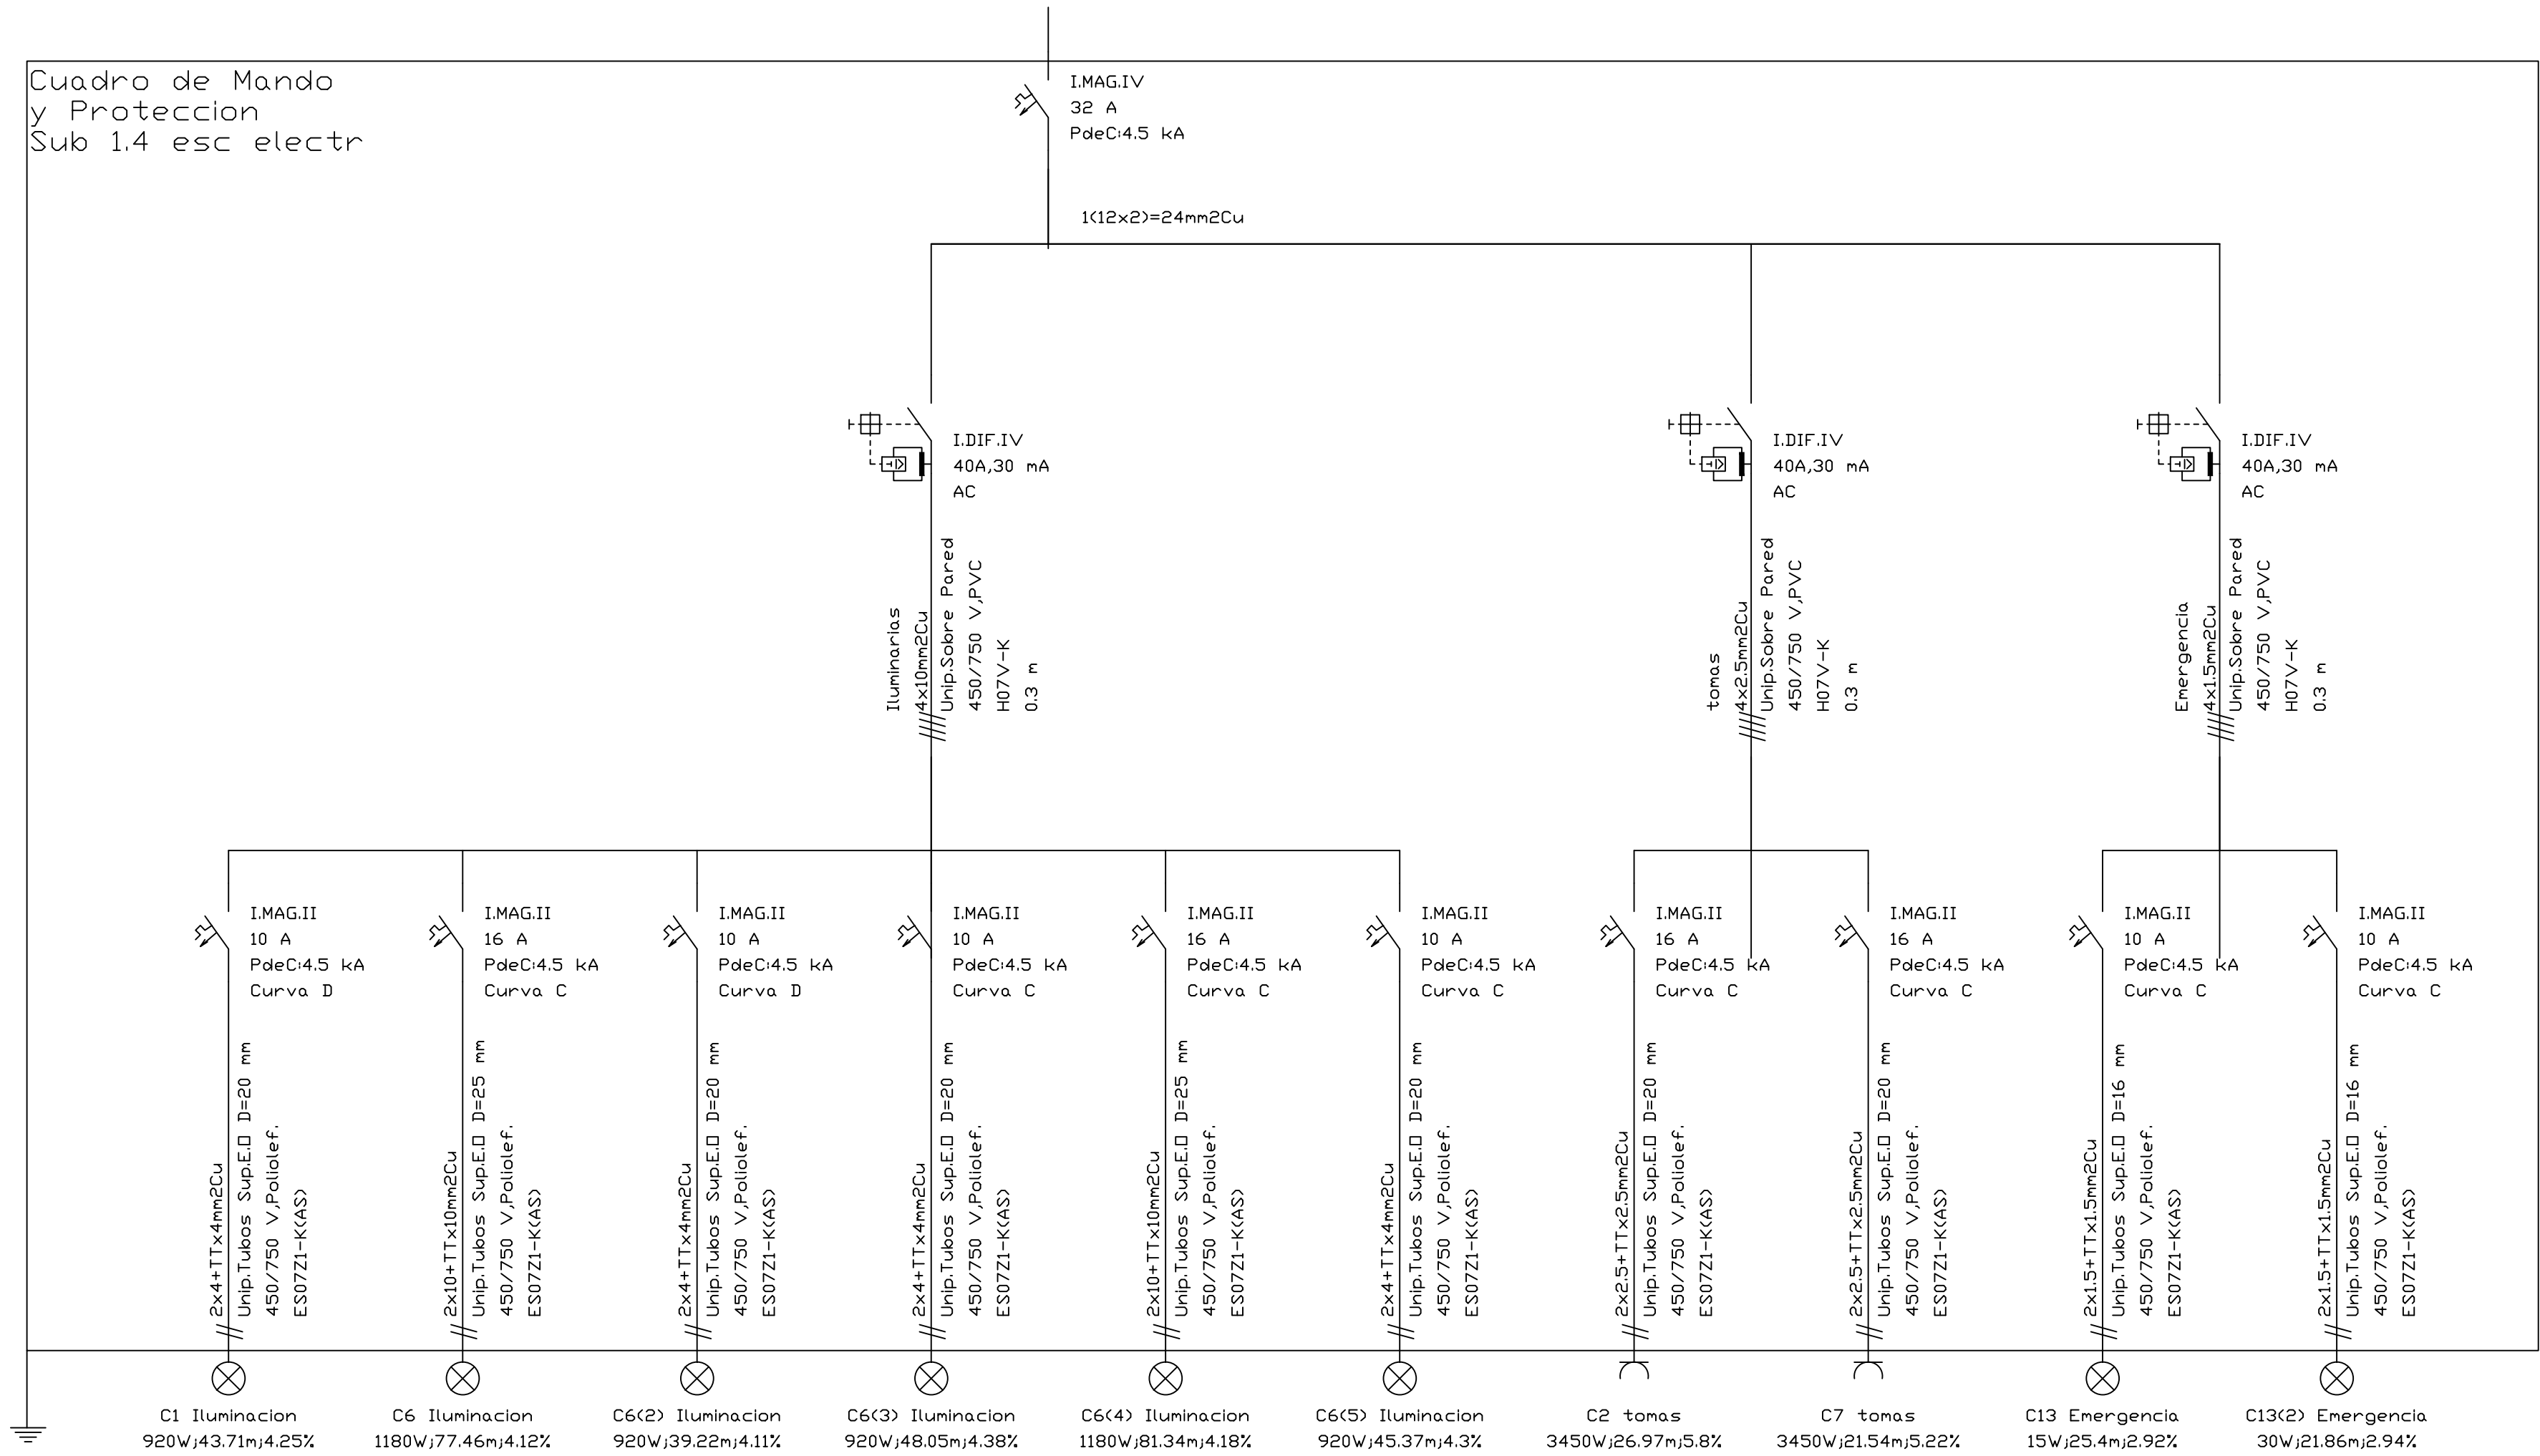 Cuadro de Mando
y Proteccion
Sub 1.4 esc electr
I.MAG.IV
32 A
PdeC:4.5 kA
1(12x2)=24mm2Cu
I.DIF.IV
40A,30 mA
AC
I.DIF.IV
40A,30 mA
AC
I.DIF.IV
40A,30 mA
AC
Iluminarias
4x10mm2Cu
Unip.Sobre Pared
450/750 V,PVC
H07V-K
0.3 m
tomas
4x2.5mm2Cu
Unip.Sobre Pared
450/750 V,PVC
H07V-K
0.3 m
Emergencia
4x1.5mm2Cu
Unip.Sobre Pared
450/750 V,PVC
H07V-K
0.3 m
I.MAG.II
10 A
PdeC:4.5 kA
Curva D
I.MAG.II
16 A
PdeC:4.5 kA
Curva C
I.MAG.II
10 A
PdeC:4.5 kA
Curva D
I.MAG.II
10 A
PdeC:4.5 kA
Curva C
I.MAG.II
16 A
PdeC:4.5 kA
Curva C
I.MAG.II
10 A
PdeC:4.5 kA
Curva C
I.MAG.II
16 A
PdeC:4.5 kA
Curva C
I.MAG.II
16 A
PdeC:4.5 kA
Curva C
I.MAG.II
10 A
PdeC:4.5 kA
Curva C
I.MAG.II
10 A
PdeC:4.5 kA
Curva C
2x4+TTx4mm2Cu
Unip.Tubos Sup.E.□ D=20 mm
450/750 V,Poliolef.
ES07Z1-K(AS)
2x10+TTx10mm2Cu
Unip.Tubos Sup.E.□ D=25 mm
450/750 V,Poliolef.
ES07Z1-K(AS)
2x4+TTx4mm2Cu
Unip.Tubos Sup.E.□ D=20 mm
450/750 V,Poliolef.
ES07Z1-K(AS)
2x4+TTx4mm2Cu
Unip.Tubos Sup.E.□ D=20 mm
450/750 V,Poliolef.
ES07Z1-K(AS)
2x10+TTx10mm2Cu
Unip.Tubos Sup.E.□ D=25 mm
450/750 V,Poliolef.
ES07Z1-K(AS)
2x4+TTx4mm2Cu
Unip.Tubos Sup.E.□ D=20 mm
450/750 V,Poliolef.
ES07Z1-K(AS)
2x2.5+TTx2.5mm2Cu
Unip.Tubos Sup.E.□ D=20 mm
450/750 V,Poliolef.
ES07Z1-K(AS)
2x2.5+TTx2.5mm2Cu
Unip.Tubos Sup.E.□ D=20 mm
450/750 V,Poliolef.
ES07Z1-K(AS)
2x1.5+TTx1.5mm2Cu
Unip.Tubos Sup.E.□ D=16 mm
450/750 V,Poliolef.
ES07Z1-K(AS)
2x1.5+TTx1.5mm2Cu
Unip.Tubos Sup.E.□ D=16 mm
450/750 V,Poliolef.
ES07Z1-K(AS)
C1 Iluminacion
920W;43.71m;4.25%
C6 Iluminacion
1180W;77.46m;4.12%
C6(2) Iluminacion
920W;39.22m;4.11%
C6(3) Iluminacion
920W;48.05m;4.38%
C6(4) Iluminacion
1180W;81.34m;4.18%
C6(5) Iluminacion
920W;45.37m;4.3%
C2 tomas
3450W;26.97m;5.8%
C7 tomas
3450W;21.54m;5.22%
C13 Emergencia
15W;25.4m;2.92%
C13(2) Emergencia
30W;21.86m;2.94%